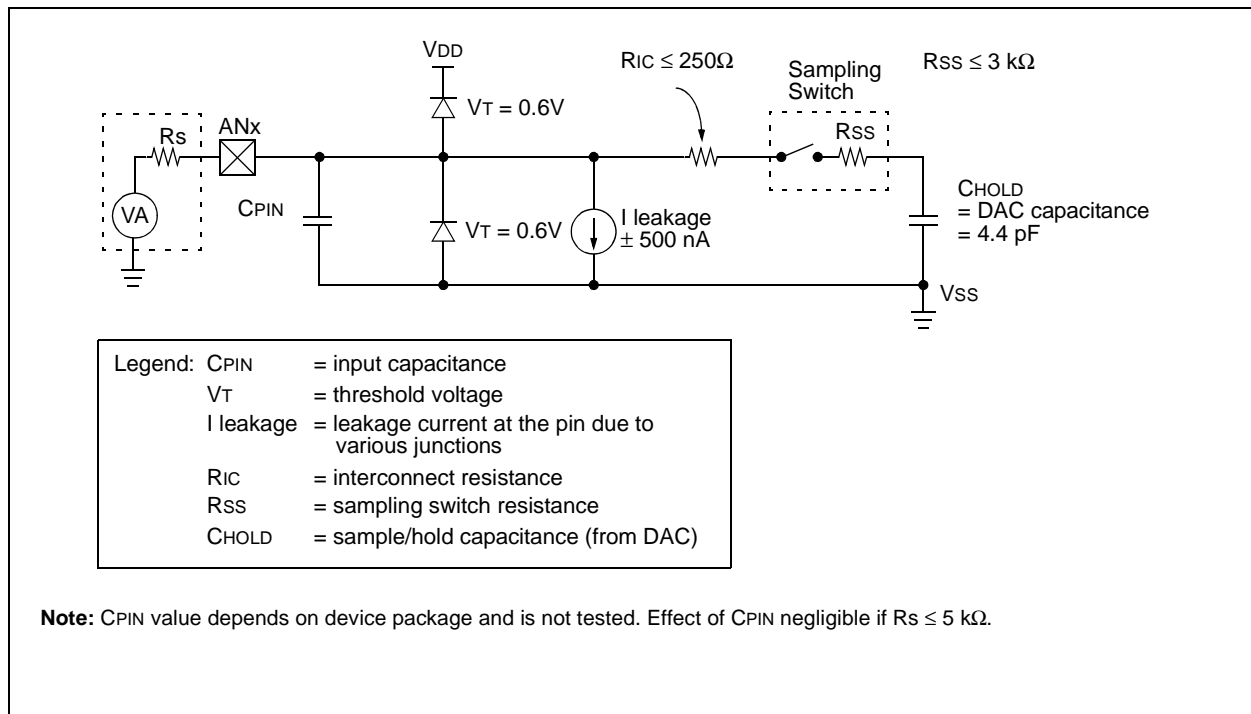 VDD
RIC ≤ 250Ω
Sampling
Switch
RSS ≤ 3 kΩ
VT = 0.6V
Rs
ANx
RSS
VA
CPIN
VT = 0.6V
I leakage
± 500 nA
CHOLD
= DAC capacitance
= 4.4 pF
VSS
Legend: CPIN = input capacitance
VT = threshold voltage
I leakage = leakage current at the pin due to
various junctions
RIC = interconnect resistance
RSS = sampling switch resistance
CHOLD = sample/hold capacitance (from DAC)
Note: CPIN value depends on device package and is not tested. Effect of CPIN negligible if Rs ≤ 5 kΩ.